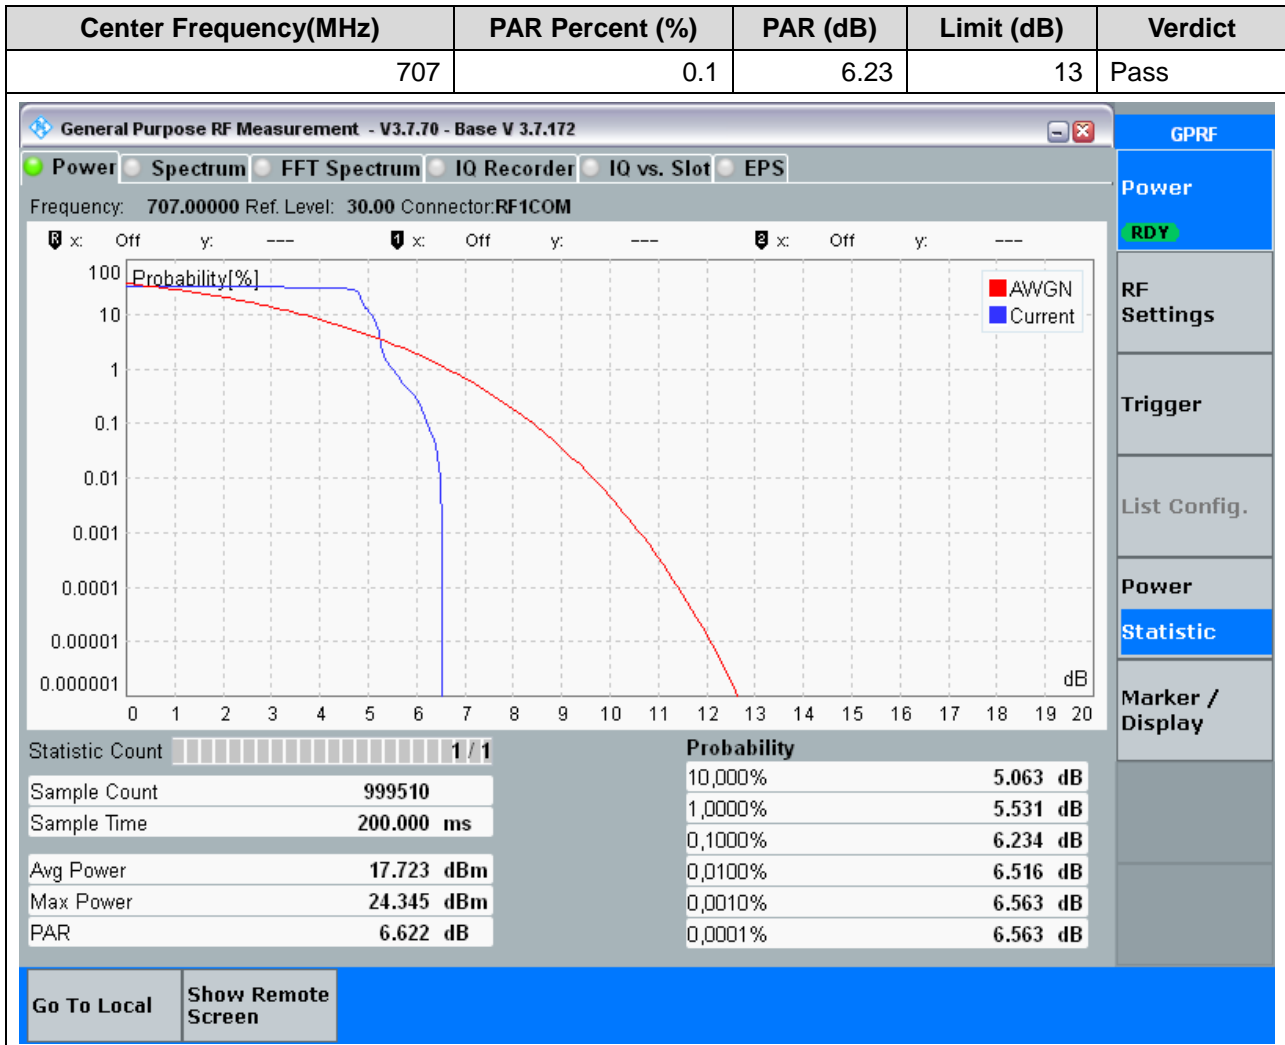 Center Frequency(MHz) PAR Percent (%) PAR (dB) Limit (dB) Verdict
707 0.1 6.23 13 Pass
General Purpose RF Measurement - V3.7.70 - Base V 3.7.172
GPRF
Power Spectrum FFT Spectrum IQ Recorder IQ vs. Slot EPS
Power
RDY
Frequency: 707.00000 Ref. Level: 30.00 Connector:RF1COM
R x: Off y: --- 1 x: Off y: --- 2 x: Off y: ---
Probability[%]
AWGN
Current
100
10
1
0.1
0.01
0.001
0.0001
0.00001
0.000001
dB
0 1 2 3 4 5 6 7 8 9 10 11 12 13 14 15 16 17 18 19 20
RF
Settings
Trigger
List Config.
Power
Statistic
Marker /
Display
Statistic Count 1 / 1
Sample Count 999510
Sample Time 200.000 ms
Avg Power 17.723 dBm
Max Power 24.345 dBm
PAR 6.622 dB
Probability
10,000% 5.063 dB
1,0000% 5.531 dB
0,1000% 6.234 dB
0,0100% 6.516 dB
0,0010% 6.563 dB
0,0001% 6.563 dB
Go To Local
Show Remote
Screen